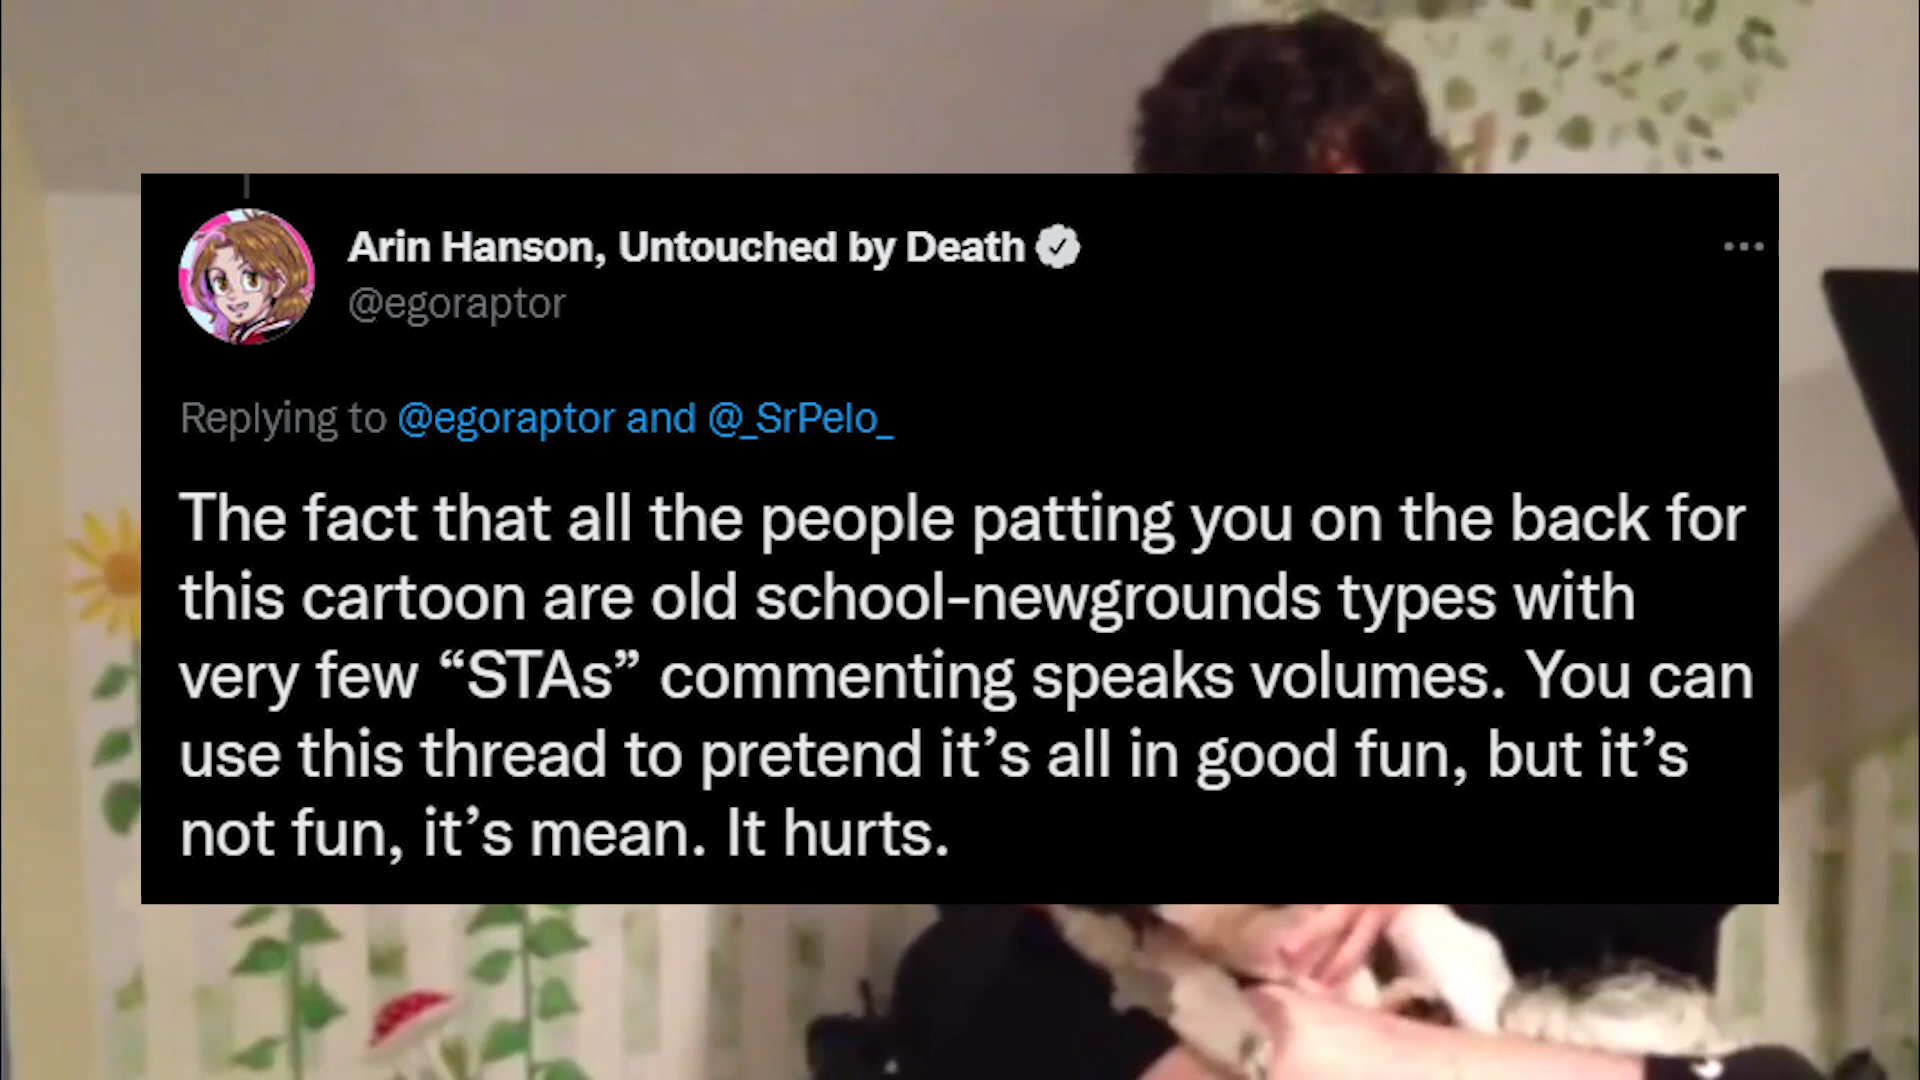 Arin Hanson, Untouched by Death
@egoraptor
Replying to @egoraptor and @_SrPelo_
The fact that all the people patting you on the back for
this cartoon are old school-newgrounds types with
very few “STAs” commenting speaks volumes. You can
use this thread to pretend it’s all in good fun, but it’s
not fun, it’s mean. It hurts.